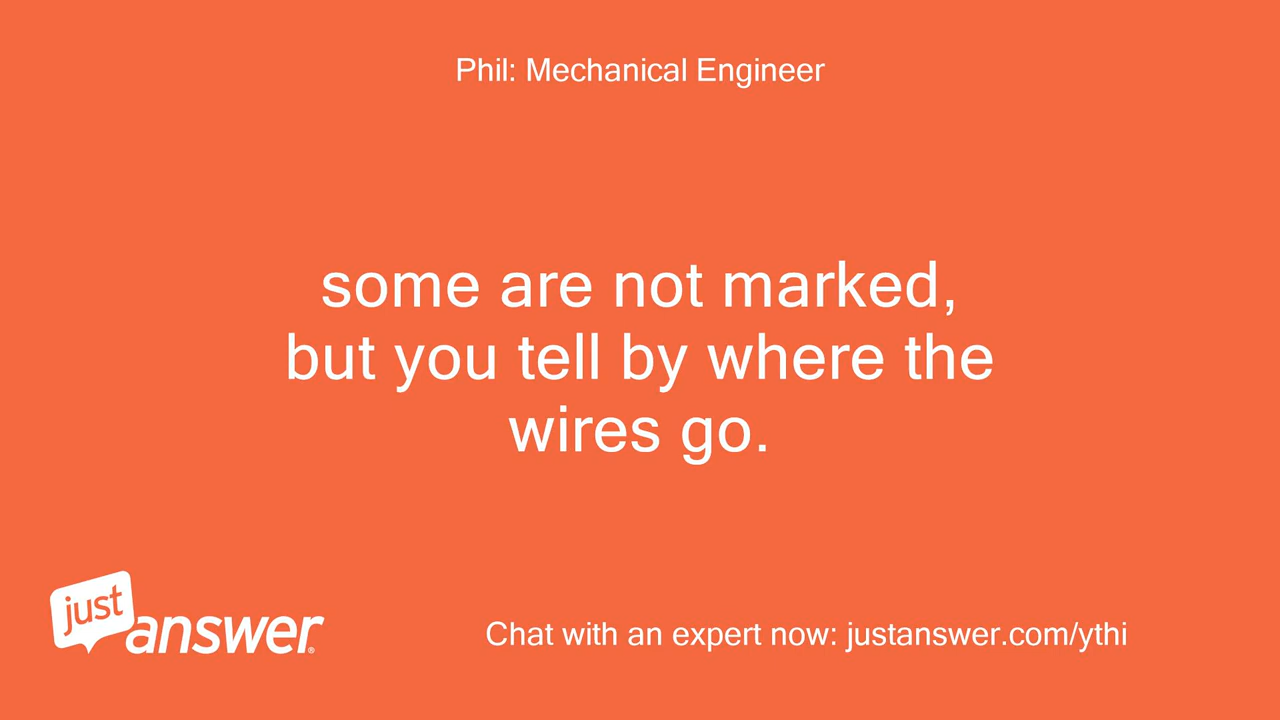 Phil: Mechanical Engineer
some are not marked,
but you tell by where the
wires go.
just
answer®
Chat with an expert now: justanswer.com/ythi